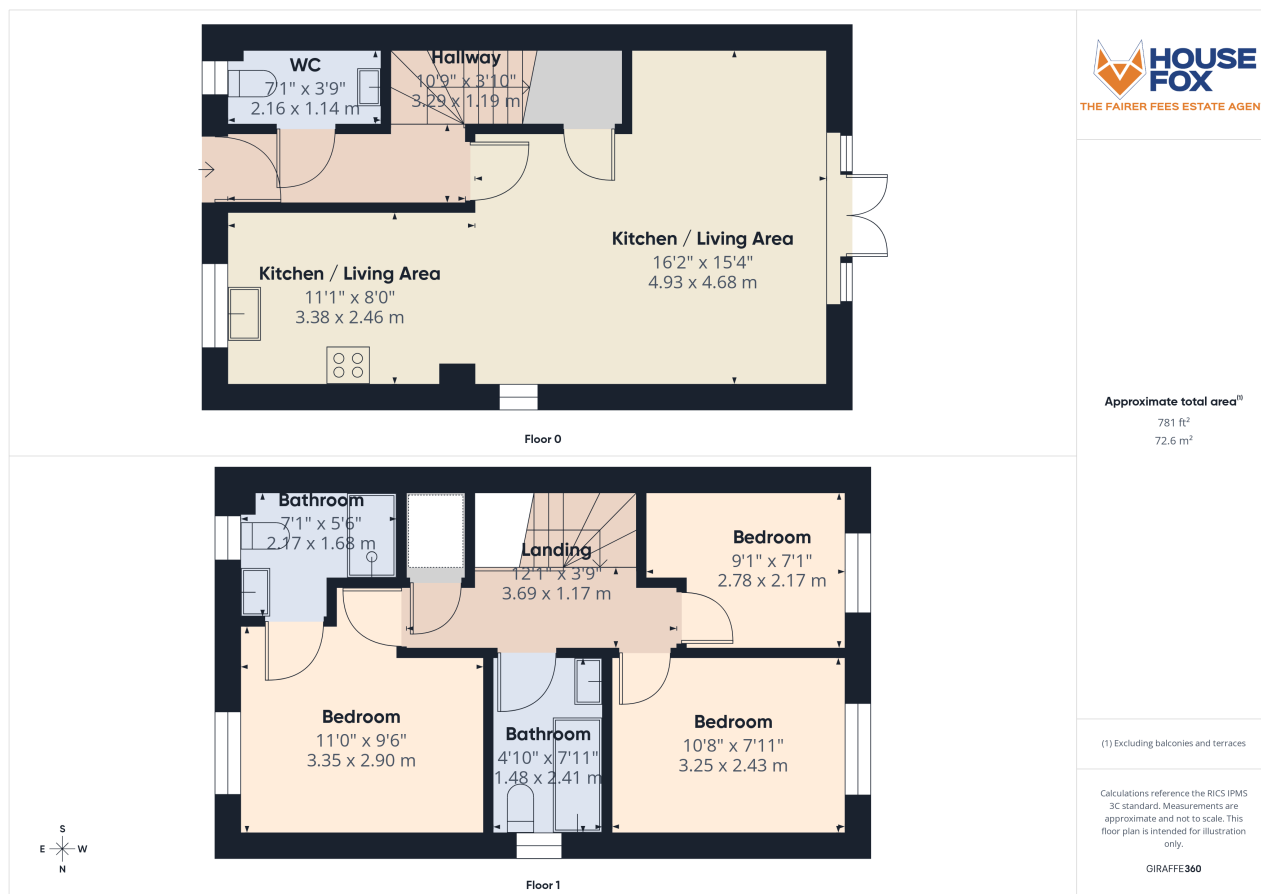 WC
7'1" x 3'9"
2.16 x 1.14 m
Hallway
10'9" x 3'10"
3.29 x 1.19 m
Kitchen / Living Area
16'2" x 15'4"
4.93 x 4.68 m
Kitchen / Living Area
11'1" x 8'0"
3.38 x 2.46 m
Floor 0
Bathroom
7'1" x 5'6"
2.17 x 1.68 m
Landing
12'1" x 3'9"
3.69 x 1.17 m
Bedroom
9'1" x 7'1"
2.78 x 2.17 m
Bedroom
11'0" x 9'6"
3.35 x 2.90 m
Bathroom
4'10" x 7'11"
1.48 x 2.41 m
Bedroom
10'8" x 7'11"
3.25 x 2.43 m
S
E W
N
Floor 1
HOUSE
FOX
THE FAIRER FEES ESTATE AGEN
Approximate total area(1)
781 ft²
72.6 m²
(1) Excluding balconies and terraces
Calculations reference the RICS IPMS
3C standard. Measurements are
approximate and not to scale. This
floor plan is intended for illustration
only.
GIRAFFE360